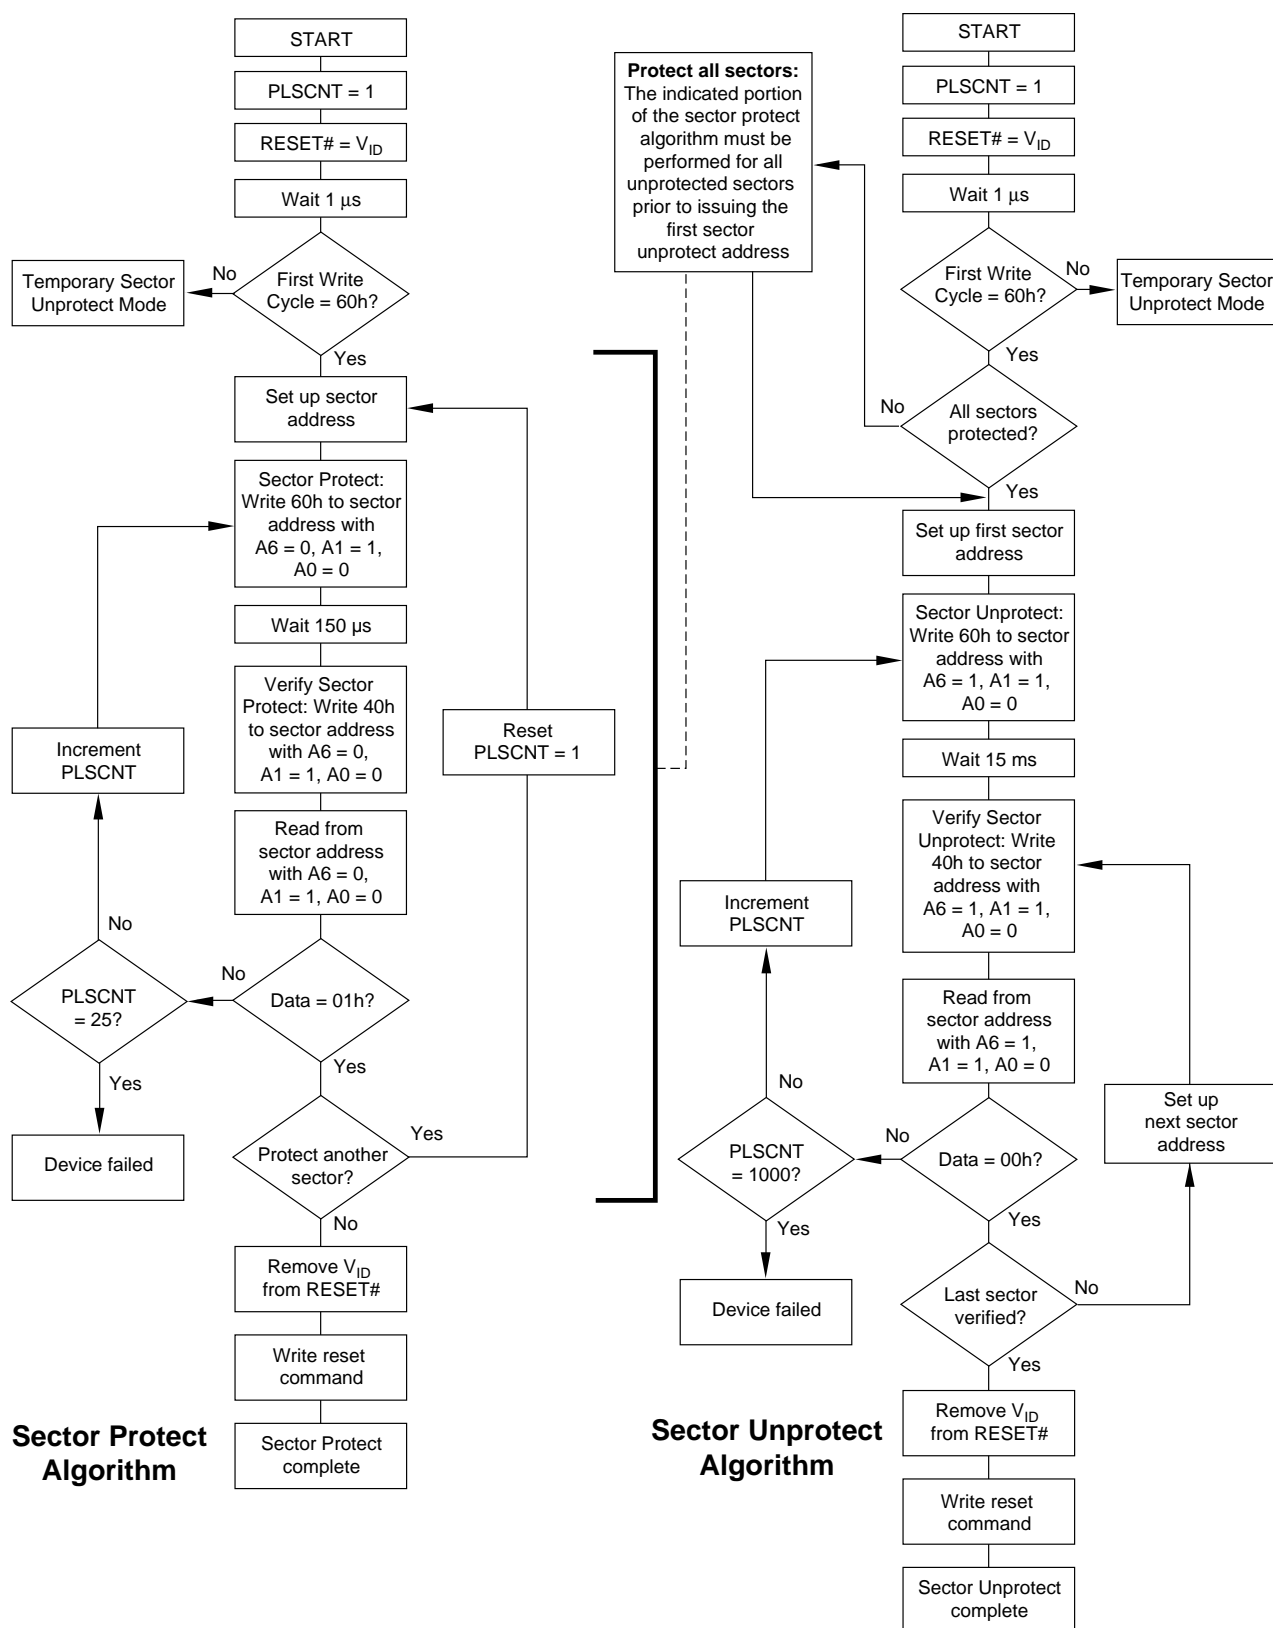 START
PLSCNT = 1
RESET# = VID
Wait 1 μs
First Write
Cycle = 60h?
No
Temporary Sector
Unprotect Mode
Yes
Set up sector
address
Sector Protect:
Write 60h to sector
address with
A6 = 0, A1 = 1,
A0 = 0
Wait 150 µs
Verify Sector
Protect: Write 40h
to sector address
with A6 = 0,
A1 = 1, A0 = 0
Reset
PLSCNT = 1
Increment
PLSCNT
Read from
sector address
with A6 = 0,
A1 = 1, A0 = 0
No
No
PLSCNT
= 25?
Data = 01h?
Yes
Yes
Device failed
Protect another
sector?
Yes
No
Remove VID
from RESET#
Write reset
command
Sector Protect
complete
Sector Protect
Algorithm
Protect all sectors:
The indicated portion
of the sector protect
algorithm must be
performed for all
unprotected sectors
prior to issuing the
first sector
unprotect address
START
PLSCNT = 1
RESET# = VID
Wait 1 μs
First Write
Cycle = 60h?
No
Temporary Sector
Unprotect Mode
Yes
No
All sectors
protected?
Yes
Set up first sector
address
Sector Unprotect:
Write 60h to sector
address with
A6 = 1, A1 = 1,
A0 = 0
Wait 15 ms
Verify Sector
Unprotect: Write
40h to sector
address with
A6 = 1, A1 = 1,
A0 = 0
Increment
PLSCNT
Read from
sector address
with A6 = 1,
A1 = 1, A0 = 0
No
Set up
next sector
address
No
PLSCNT
= 1000?
Data = 00h?
Yes
Yes
Device failed
Last sector
verified?
No
Yes
Remove VID
from RESET#
Write reset
command
Sector Unprotect
complete
Sector Unprotect
Algorithm